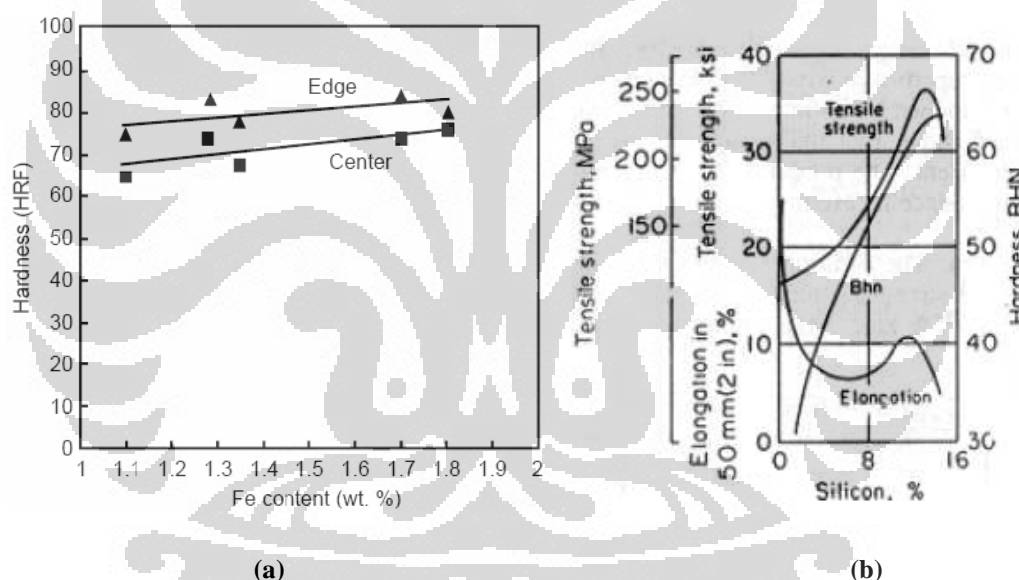 100
90
80
70
60
50
40
30
20
10
0
Hardness (HRF)
Edge
Center
1 1.1 1.2 1.3 1.4 1.5 1.6 1.7 1.8 1.9 2
Fe content (wt. %)
(a)
Tensile strength, MPa
250
200
150
Tensile strength, ksi
Elongation in
50 mm (2 in), %
40
30
20
10
0
Tensile
strength
Bhn
Elongation
70
60
50
40
30
Hardness, BHN
0 8 16
Silicon, %
(b)